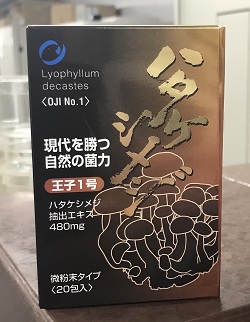 Lyophyllum
decastes
〈OJI No.1〉
ハタケ
シメジ
現代を勝つ
自然の菌力
王子1号
ハタケシメジ
抽出エキス
480mg
微粉末タイプ
〈20包入〉